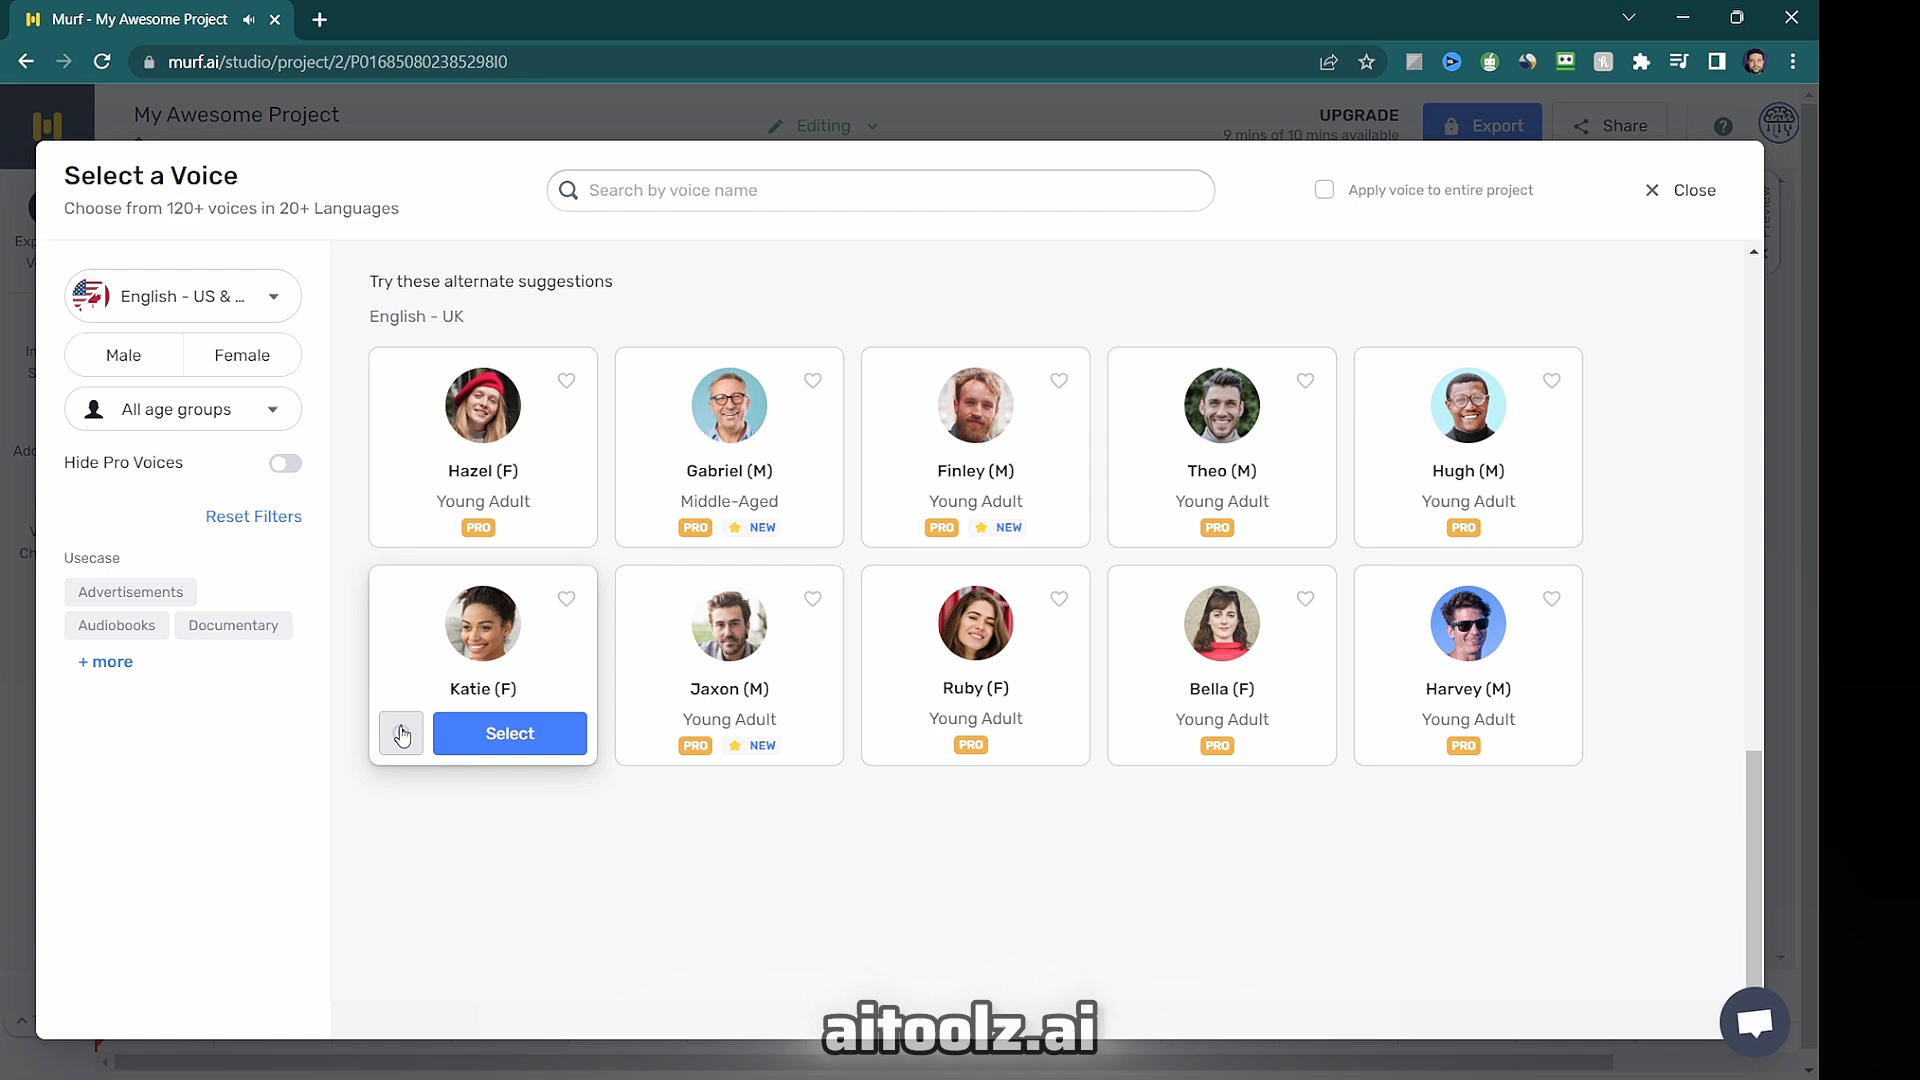 Murf - My Awesome Project
murf.ai/studio/project/2/P016850802385298I0
My Awesome Project
Editing
UPGRADE
9 mins of 10 mins available
Export
Share
Select a Voice
Choose from 120+ voices in 20+ Languages
Search by voice name
Apply voice to entire project
Close
Preview
English - US & ...
Male
Female
All age groups
Hide Pro Voices
Reset Filters
Usecase
Advertisements
Audiobooks
Documentary
+ more
Try these alternate suggestions
English - UK
Hazel (F)
Young Adult
PRO
Gabriel (M)
Middle-Aged
PRO NEW
Finley (M)
Young Adult
PRO NEW
Theo (M)
Young Adult
PRO
Hugh (M)
Young Adult
PRO
Katie (F)
Select
Jaxon (M)
Young Adult
PRO NEW
Ruby (F)
Young Adult
PRO
Bella (F)
Young Adult
PRO
Harvey (M)
Young Adult
PRO
aitoolz.ai